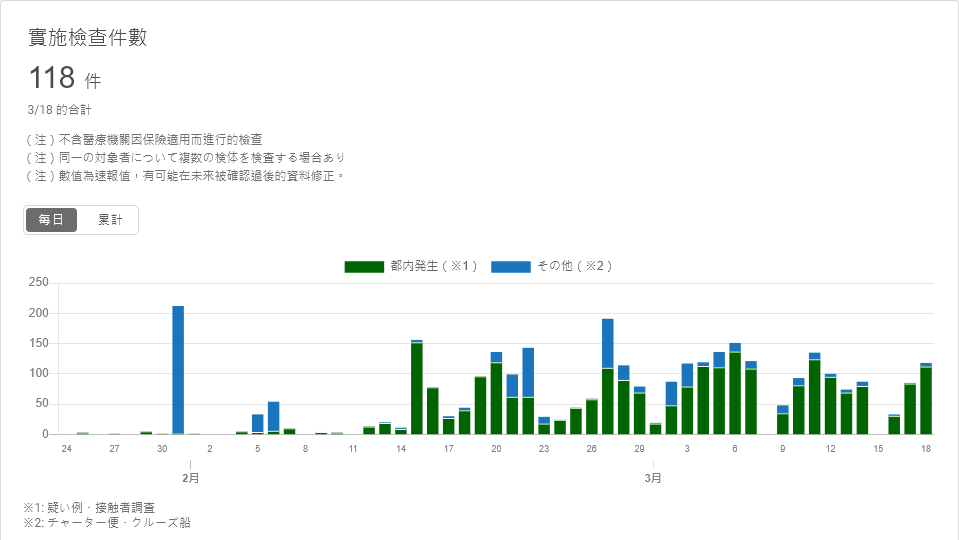 實施檢查件數
118 件
3/18 的合計
( 注 ) 不含醫療機關因保險適用而進行的檢查
( 注 ) 同一の対象者について複数の検体を検査する場合あり
( 注 ) 數值為速報值，有可能在未來被確認過後的資料修正。
每日 累計
都内発生 ( ※1 ) その他 ( ※2 )
250
200
150
100
50
0
24 27 30 2 5 8 11 14 17 20 23 26 29 3 6 9 12 15 18
2月 3月
※1: 疑い例・接触者調査
※2: チャーター便・クルーズ船